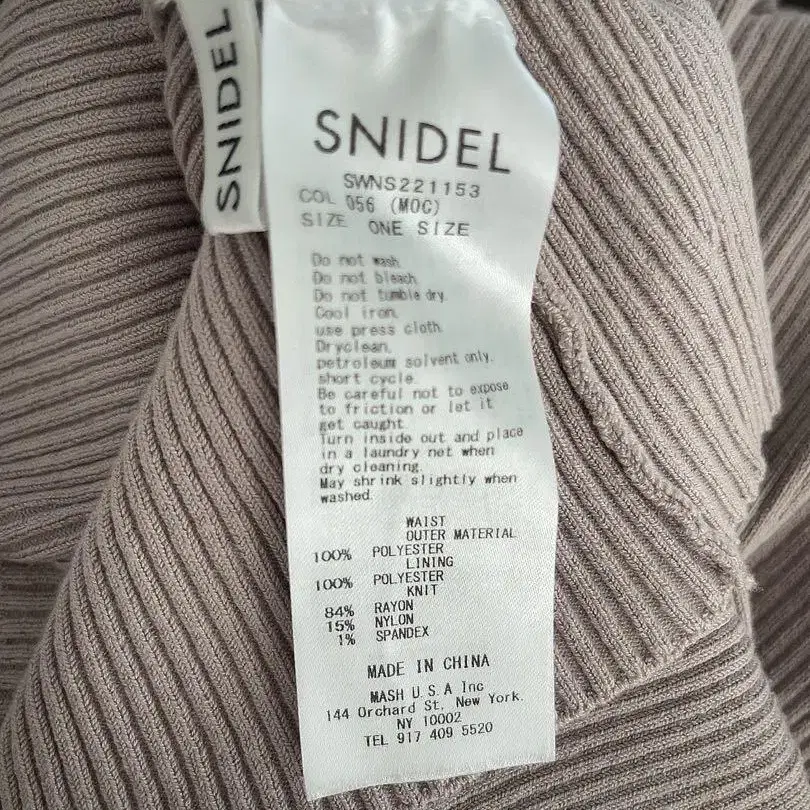 SNIDEL
SNIDEL
SWNS221153
COL 056 (MOC)
SIZE ONE SIZE
Do not wash.
Do not bleach.
Do not tumble dry.
Cool iron.
use press cloth.
Dryclean.
petroleum solvent only.
short cycle.
Be careful not to expose
to friction or let it
get caught.
Turn inside out and place
in a laundry net when
dry cleaning.
May shrink slightly when
washed.
WAIST
OUTER MATERIAL
100% POLYESTER
LINING
100% POLYESTER
KNIT
84% RAYON
15% NYLON
1% SPANDEX
MADE IN CHINA
MASH U.S.A Inc
144 Orchard St, New York.
NY 10002
TEL 917 409 5520